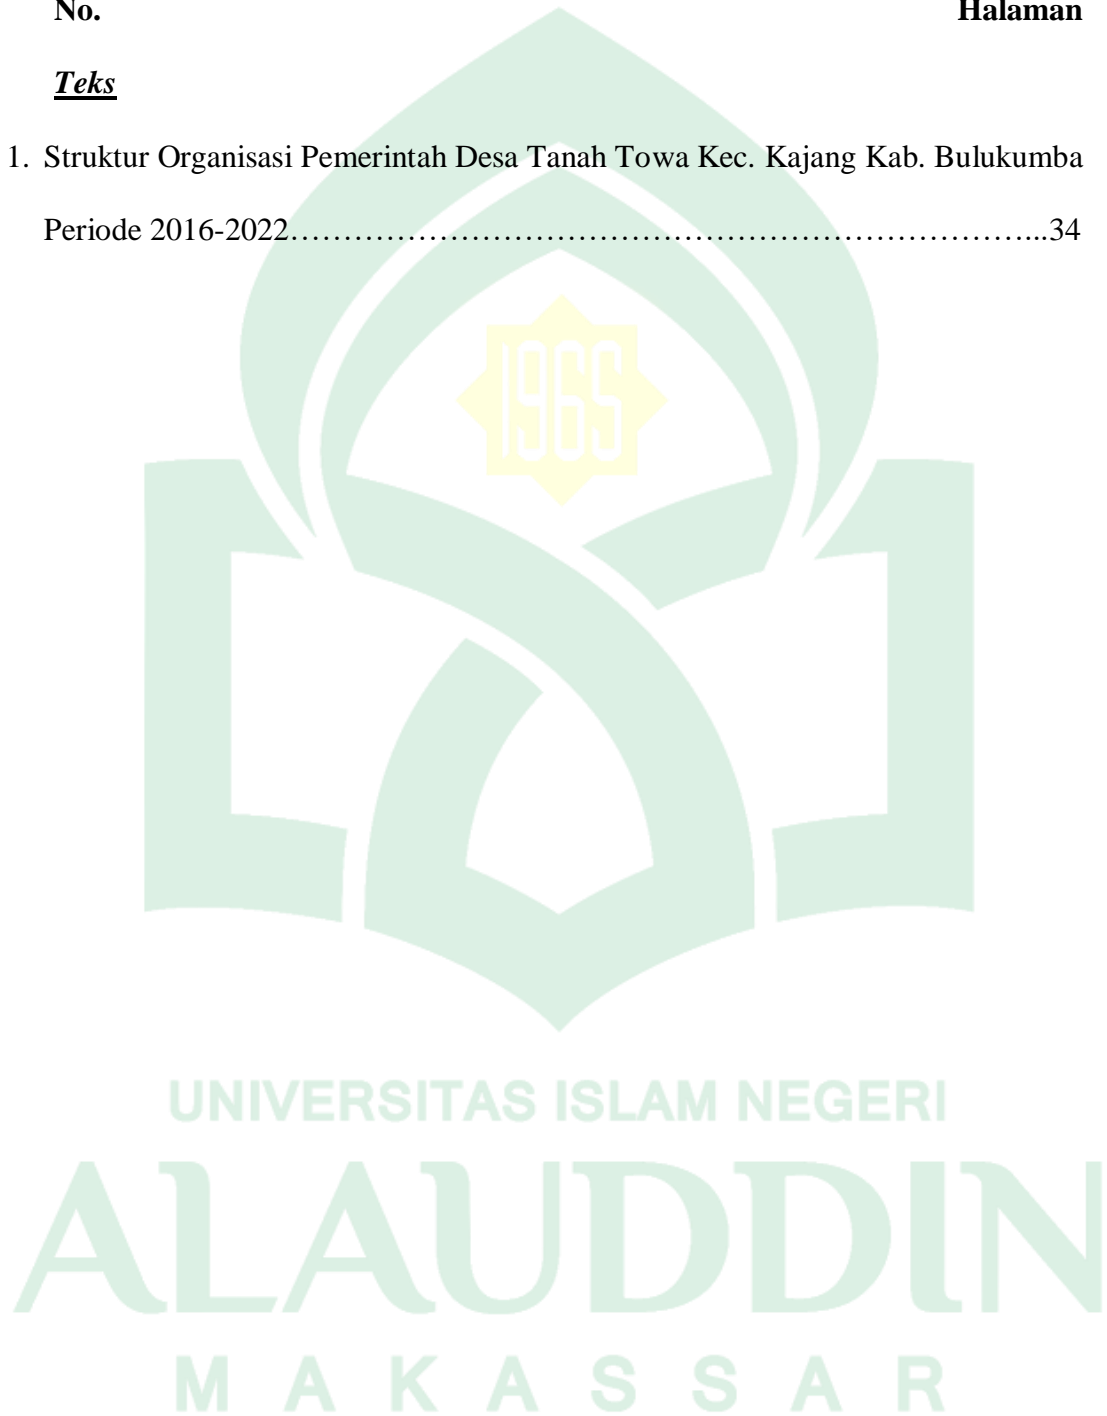 No. Halaman
Teks
1. Struktur Organisasi Pemerintah Desa Tanah Towa Kec. Kajang Kab. Bulukumba
Periode 2016-2022……………………………………………………………...34
1965
UNIVERSITAS ISLAM NEGERI
ALAUDDIN
MAKASSAR